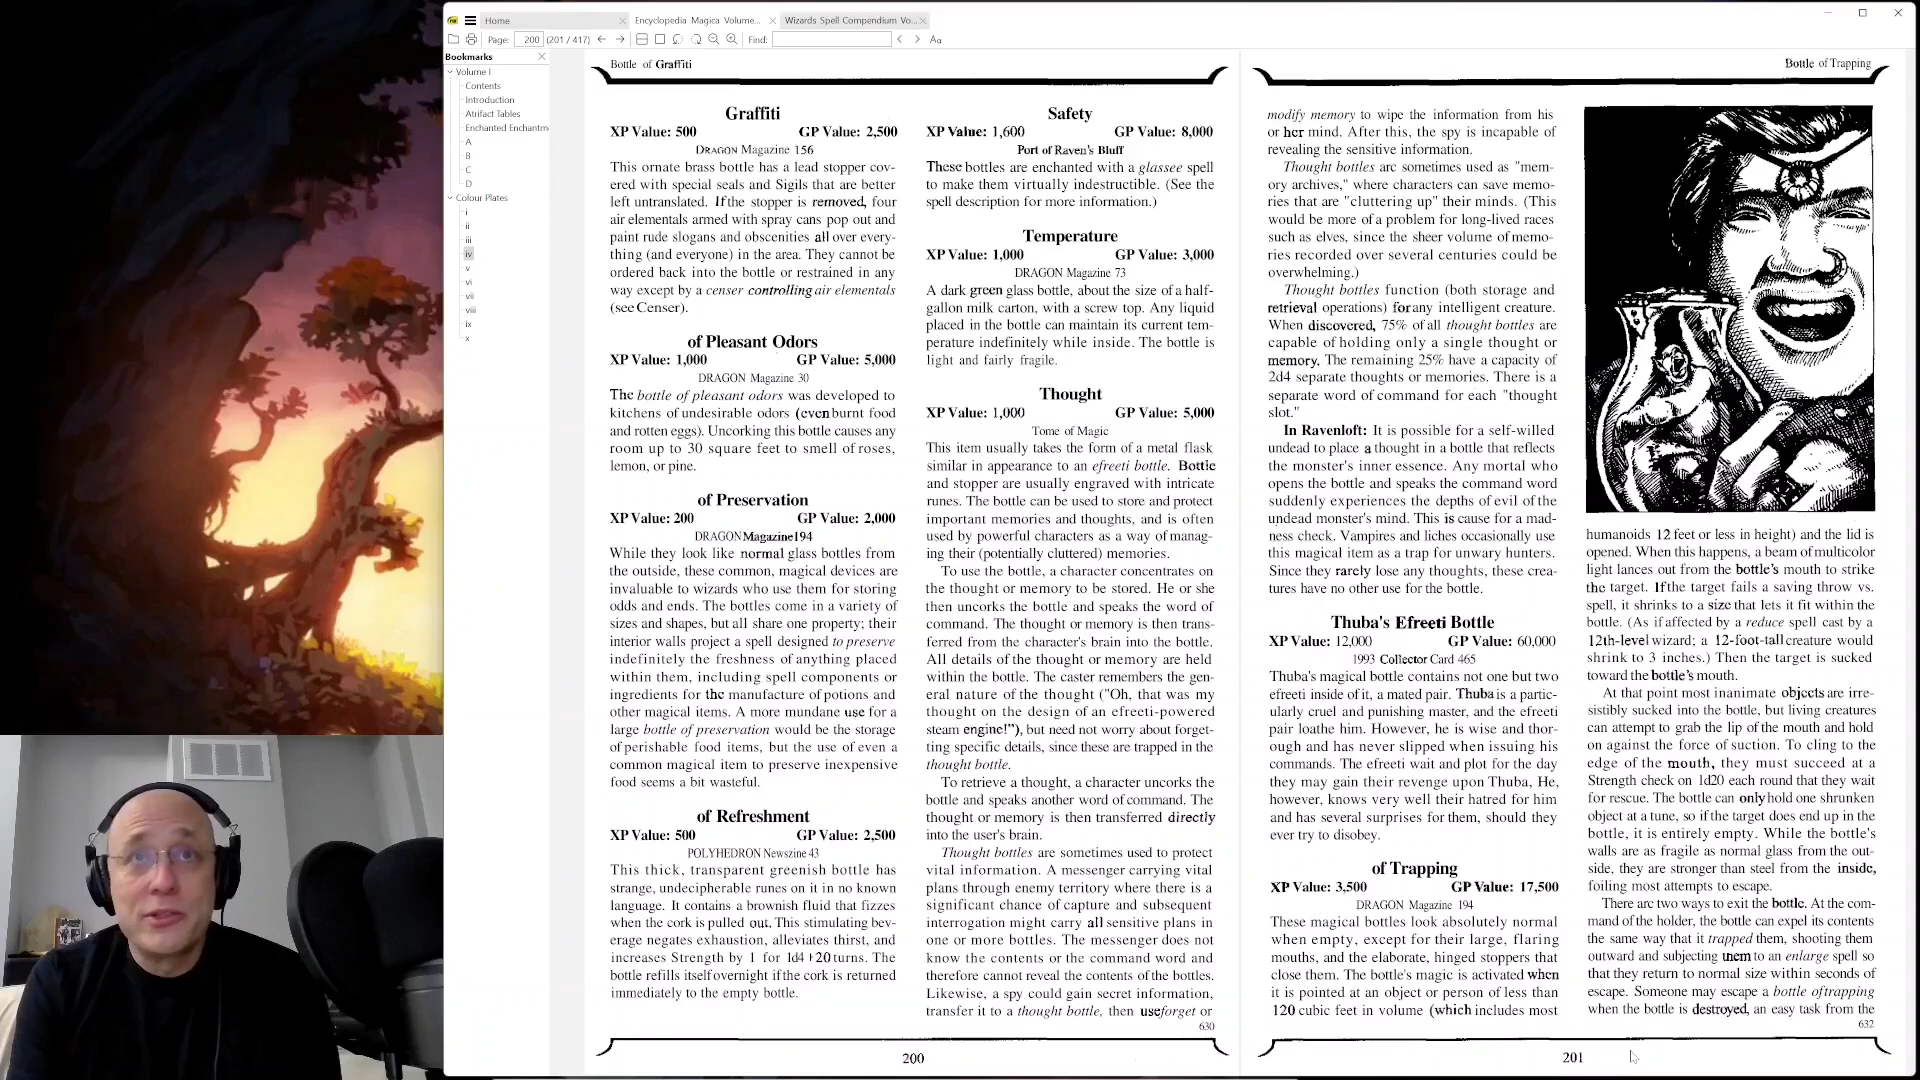 Home
Encyclopedia Magica Volume...
Wizards Spell Compendium Vo...
Page: 200 (201 / 417)
Find:
Bookmarks
Volume I
Contents
Introduction
Atrifact Tables
Enchanted Enchantm
A
B
C
D
Colour Plates
i
ii
iii
iv
v
vi
vii
viii
ix
x
Bottle of Graffiti
Graffiti
XP Value: 500 GP Value: 2,500
DRAGON Magazine 156
This ornate brass bottle has a lead stopper cov-
ered with special seals and Sigils that are better
left untranslated. If the stopper is removed, four
air elementals armed with spray cans pop out and
paint rude slogans and obscenities all over every-
thing (and everyone) in the area. They cannot be
ordered back into the bottle or restrained in any
way except by a censer controlling air elementals
(see Censer).
of Pleasant Odors
XP Value: 1,000 GP Value: 5,000
DRAGON Magazine 30
The bottle of pleasant odors was developed to
kitchens of undesirable odors (even burnt food
and rotten eggs). Uncorking this bottle causes any
room up to 30 square feet to smell of roses,
lemon, or pine.
of Preservation
XP Value: 200 GP Value: 2,000
DRAGON Magazine 194
While they look like normal glass bottles from
the outside, these common, magical devices are
invaluable to wizards who use them for storing
odds and ends. The bottles come in a variety of
sizes and shapes, but all share one property; their
interior walls project a spell designed to preserve
indefinitely the freshness of anything placed
within them, including spell components or
ingredients for the manufacture of potions and
other magical items. A more mundane use for a
large bottle of preservation would be the storage
of perishable food items, but the use of even a
common magical item to preserve inexpensive
food seems a bit wasteful.
of Refreshment
XP Value: 500 GP Value: 2,500
POLYHEDRON Newszine 43
This thick, transparent greenish bottle has
strange, undecipherable runes on it in no known
language. It contains a brownish fluid that fizzes
when the cork is pulled out. This stimulating bev-
erage negates exhaustion, alleviates thirst, and
increases Strength by 1 for 1d4+20 turns. The
bottle refills itself overnight if the cork is returned
immediately to the empty bottle.
Safety
XP Value: 1,600 GP Value: 8,000
Port of Raven's Bluff
These bottles are enchanted with a glassee spell
to make them virtually indestructible. (See the
spell description for more information.)
Temperature
XP Value: 1,000 GP Value: 3,000
DRAGON Magazine 73
A dark green glass bottle, about the size of a half-
gallon milk carton, with a screw top. Any liquid
placed in the bottle can maintain its current tem-
perature indefinitely while inside. The bottle is
light and fairly fragile.
Thought
XP Value: 1,000 GP Value: 5,000
Tome of Magic
This item usually takes the form of a metal flask
similar in appearance to an efreeti bottle. Bottle
and stopper are usually engraved with intricate
runes. The bottle can be used to store and protect
important memories and thoughts, and is often
used by powerful characters as a way of manag-
ing their (potentially cluttered) memories.
To use the bottle, a character concentrates on
the thought or memory to be stored. He or she
then uncorks the bottle and speaks the word of
command. The thought or memory is then trans-
ferred from the character's brain into the bottle.
All details of the thought or memory are held
within the bottle. The caster remembers the gen-
eral nature of the thought ("Oh, that was my
thought on the design of an efreeti-powered
steam engine!"), but need not worry about forget-
ting specific details, since these are trapped in the
thought bottle.
To retrieve a thought, a character uncorks the
bottle and speaks another word of command. The
thought or memory is then transferred directly
into the user's brain.
Thought bottles are sometimes used to protect
vital information. A messenger carrying vital
plans through enemy territory where there is a
significant chance of capture and subsequent
interrogation might carry all sensitive plans in
one or more bottles. The messenger does not
know the contents or the command word and
therefore cannot reveal the contents of the bottles.
Likewise, a spy could gain secret information,
transfer it to a thought bottle, then use forget or
630
200
Bottle of Trapping
modify memory to wipe the information from his
or her mind. After this, the spy is incapable of
revealing the sensitive information.
Thought bottles are sometimes used as "mem-
ory archives," where characters can save memo-
ries that are "cluttering up" their minds. (This
would be more of a problem for long-lived races
such as elves, since the sheer volume of memo-
ries recorded over several centuries could be
overwhelming.)
Thought bottles function (both storage and
retrieval operations) for any intelligent creature.
When discovered, 75% of all thought bottles are
capable of holding only a single thought or
memory. The remaining 25% have a capacity of
2d4 separate thoughts or memories. There is a
separate word of command for each "thought
slot."
In Ravenloft: It is possible for a self-willed
undead to place a thought in a bottle that reflects
the monster's inner essence. Any mortal who
opens the bottle and speaks the command word
suddenly experiences the depths of evil of the
undead monster's mind. This is cause for a mad-
ness check. Vampires and liches occasionally use
this magical item as a trap for unwary hunters.
Since they rarely lose any thoughts, these crea-
tures have no other use for the bottle.
Thuba's Efreeti Bottle
XP Value: 12,000 GP Value: 60,000
1993 Collector Card 465
Thuba's magical bottle contains not one but two
efreeti inside of it, a mated pair. Thuba is a partic-
ularly cruel and punishing master, and the efreeti
pair loathe him. However, he is wise and thor-
ough and has never slipped when issuing his
commands. The efreeti wait and plot for the day
they may gain their revenge upon Thuba, He,
however, knows very well their hatred for him
and has several surprises for them, should they
ever try to disobey.
of Trapping
XP Value: 3,500 GP Value: 17,500
DRAGON Magazine 194
These magical bottles look absolutely normal
when empty, except for their large, flaring
mouths, and the elaborate, hinged stoppers that
close them. The bottle's magic is activated when
it is pointed at an object or person of less than
120 cubic feet in volume (which includes most
humanoids 12 feet or less in height) and the lid is
opened. When this happens, a beam of multicolor
light lances out from the bottle's mouth to strike
the target. If the target fails a saving throw vs.
spell, it shrinks to a size that lets it fit within the
bottle. (As if affected by a reduce spell cast by a
12th-level wizard; a 12-foot-tall creature would
shrink to 3 inches.) Then the target is sucked
toward the bottle's mouth.
At that point most inanimate objects are irre-
sistibly sucked into the bottle, but living creatures
can attempt to grab the lip of the mouth and hold
on against the force of suction. To cling to the
edge of the mouth, they must succeed at a
Strength check on 1d20 each round that they wait
for rescue. The bottle can only hold one shrunken
object at a tune, so if the target does end up in the
bottle, it is entirely empty. While the bottle's
walls are as fragile as normal glass from the out-
side, they are stronger than steel from the inside,
foiling most attempts to escape.
There are two ways to exit the bottle. At the com-
mand of the holder, the bottle can expel its contents
the same way that it trapped them, shooting them
outward and subjecting them to an enlarge spell so
that they return to normal size within seconds of
escape. Someone may escape a bottle of trapping
when the bottle is destroyed, an easy task from the
632
201